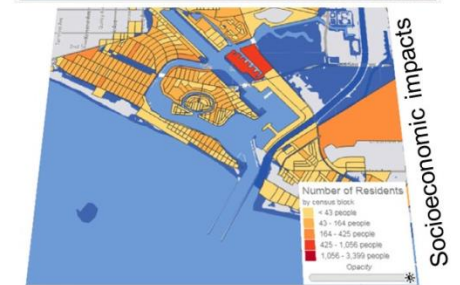 Socioeconomic impacts
Number of Residents
by census block
< 43 people
43 - 164 people
164 - 425 people
425 - 1,056 people
1,056 - 3,399 people
Opacity